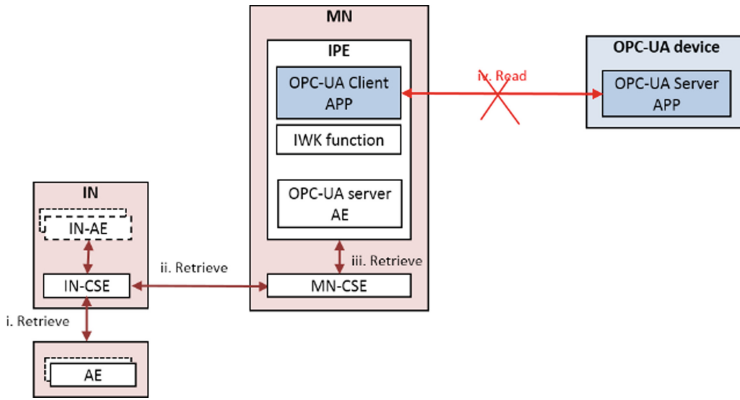 MN
IPE
OPC-UA Client
APP
IWK function
OPC-UA server
AE
iii. Retrieve
MN-CSE
iv. Read
OPC-UA device
OPC-UA Server
APP
IN
IN-AE
IN-CSE
ii. Retrieve
i. Retrieve
AE